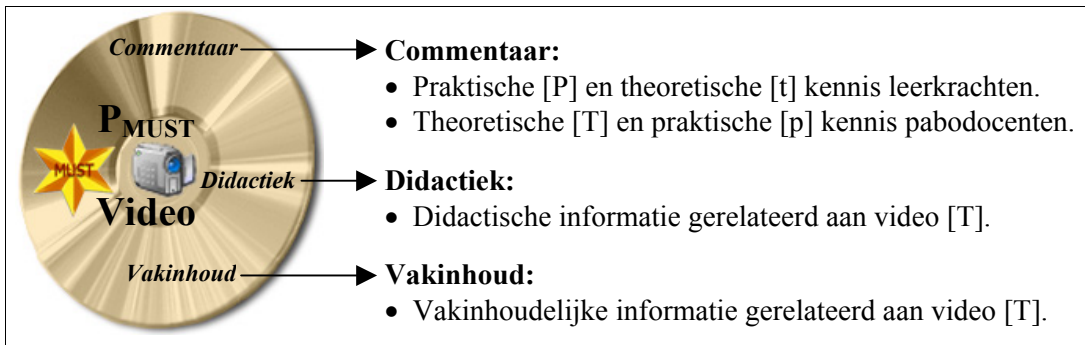 Commentaar
P MUST
MUST
Didactiek
Video
Vakinhoud
Commentaar:
• Praktische [P] en theoretische [t] kennis leerkrachten.
• Theoretische [T] en praktische [p] kennis pabodocenten.
Didactiek:
• Didactische informatie gerelateerd aan video [T].
Vakinhoud:
• Vakinhoudelijke informatie gerelateerd aan video [T].